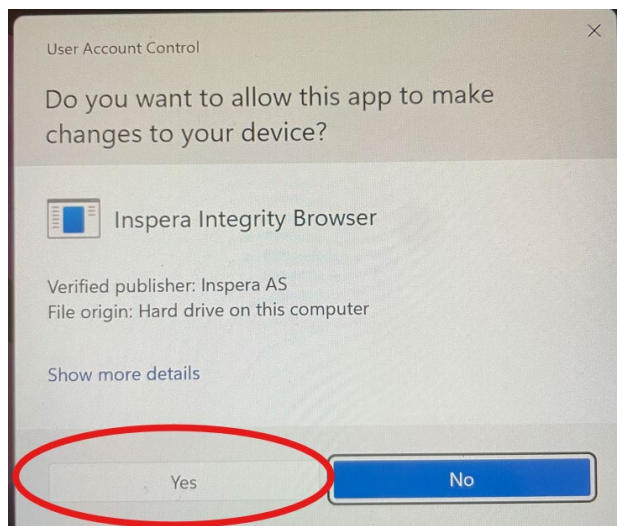 User Account Control
Do you want to allow this app to make
changes to your device?
Inspera Integrity Browser
Verified publisher: Inspera AS
File origin: Hard drive on this computer
Show more details
Yes
No